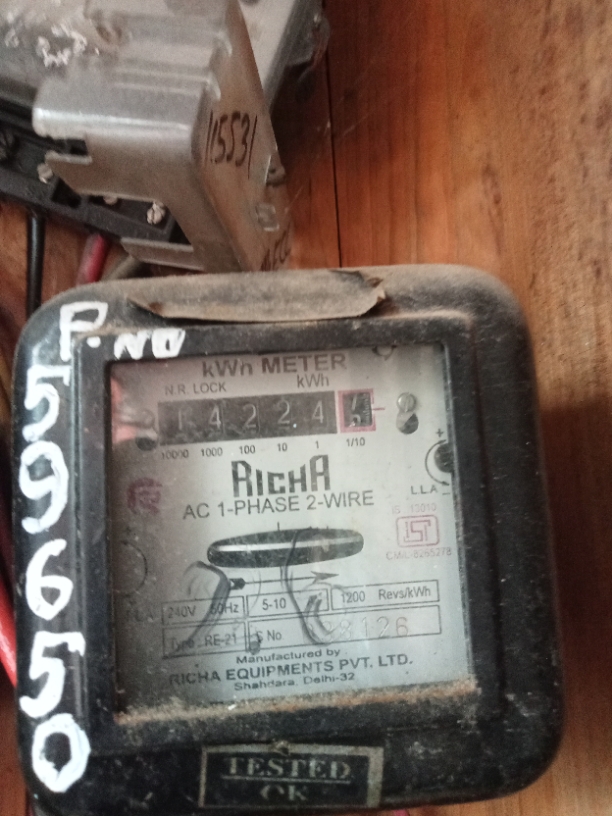 11553
P. NO
59650
kWh METER
N.R. LOCK kWh
1 4 2 2 4
10000 1000 100 10 1 1/10
RICHA
LLA
AC 1-PHASE 2-WIRE
IS 13010
240V 50Hz 5-10 1200 Revs/kWh
Type : RE-21 S No.
Manufactured by
RICHA EQUIPMENTS PVT. LTD.
Shahdara, Delhi-32
TESTED
OK